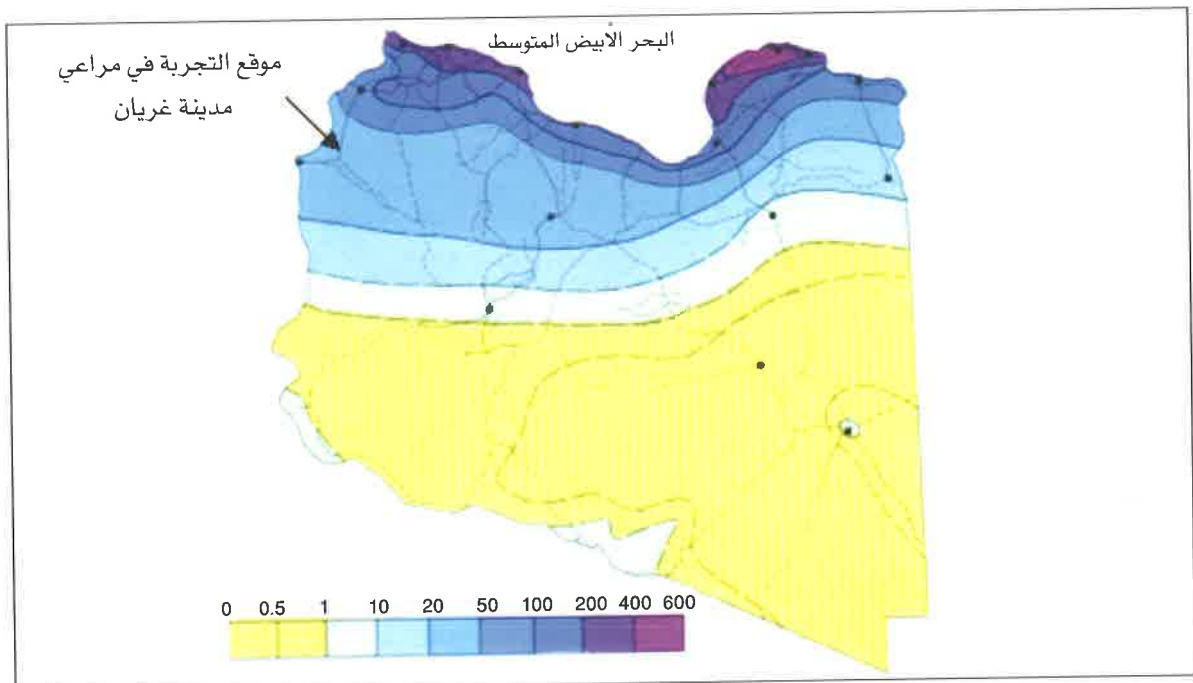 البحر الأبيض المتوسط
موقع التجربة في مراعي
مدينة غريان
0 0.5 1 10 20 50 100 200 400 600